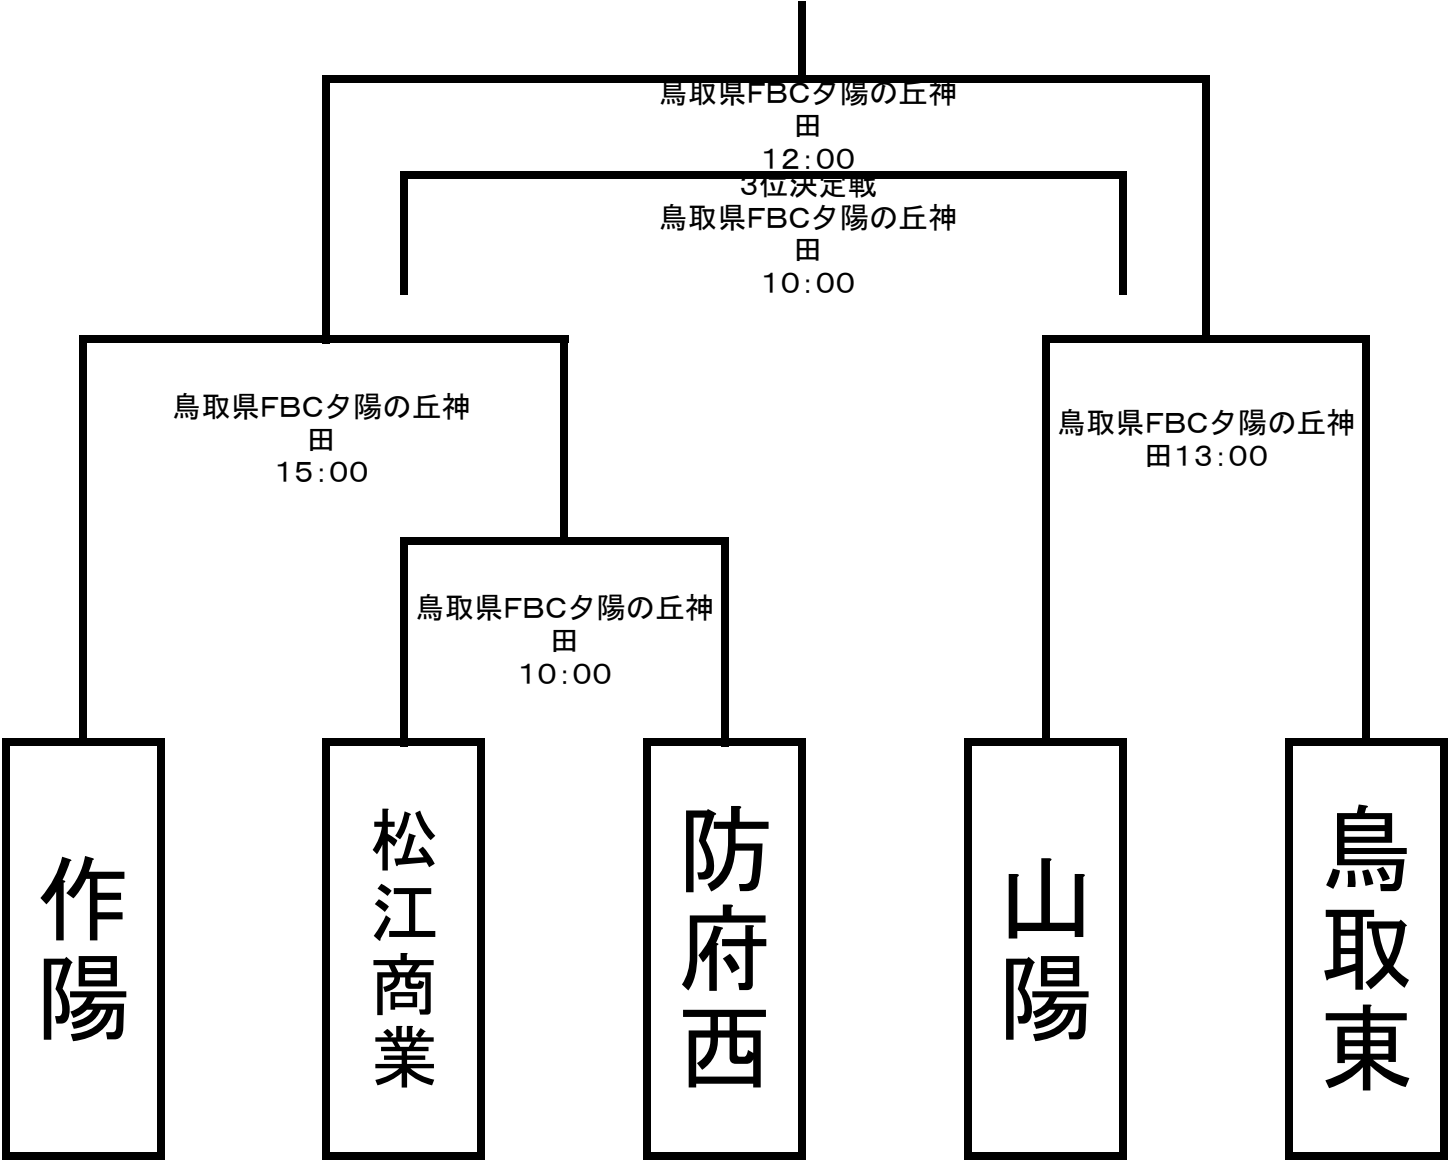 鳥取県FBC夕陽の丘神
田
12:00
3位決定戦
鳥取県FBC夕陽の丘神
田
10:00
鳥取県FBC夕陽の丘神
田
15:00
鳥取県FBC夕陽の丘神
田13:00
鳥取県FBC夕陽の丘神
田
10:00
作陽
松江商業
防府西
山陽
鳥取東